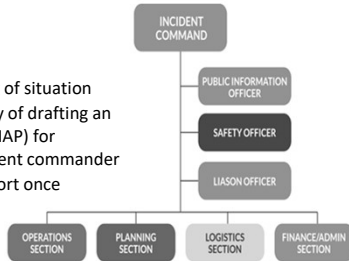 INCIDENT
COMMAND
PUBLIC INFORMATION
OFFICER
of situation
y of drafting an
SAFETY OFFICER
IAP) for
ent commander
ort once
LIASON OFFICER
OPERATIONS
SECTION
PLANNING
SECTION
LOGISTICS
SECTION
FINANCE/ADMIN
SECTION